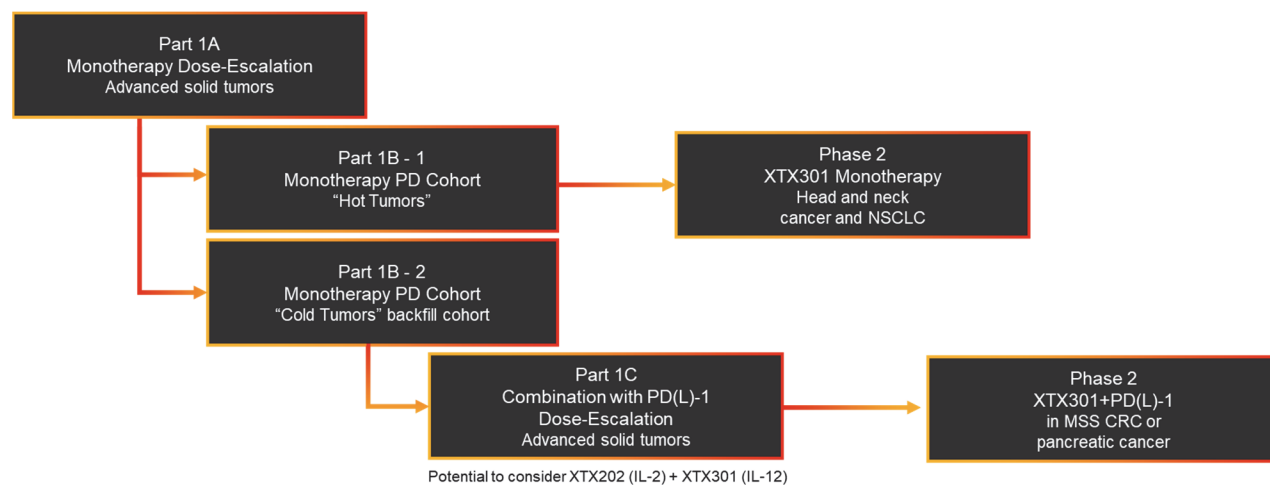 Part 1A
Monotherapy Dose-Escalation
Advanced solid tumors
Part 1B - 1
Monotherapy PD Cohort
“Hot Tumors”
Phase 2
XTX301 Monotherapy
Head and neck
cancer and NSCLC
Part 1B - 2
Monotherapy PD Cohort
“Cold Tumors” backfill cohort
Part 1C
Combination with PD(L)-1
Dose-Escalation
Advanced solid tumors
Phase 2
XTX301+PD(L)-1
in MSS CRC or
pancreatic cancer
Potential to consider XTX202 (IL-2) + XTX301 (IL-12)